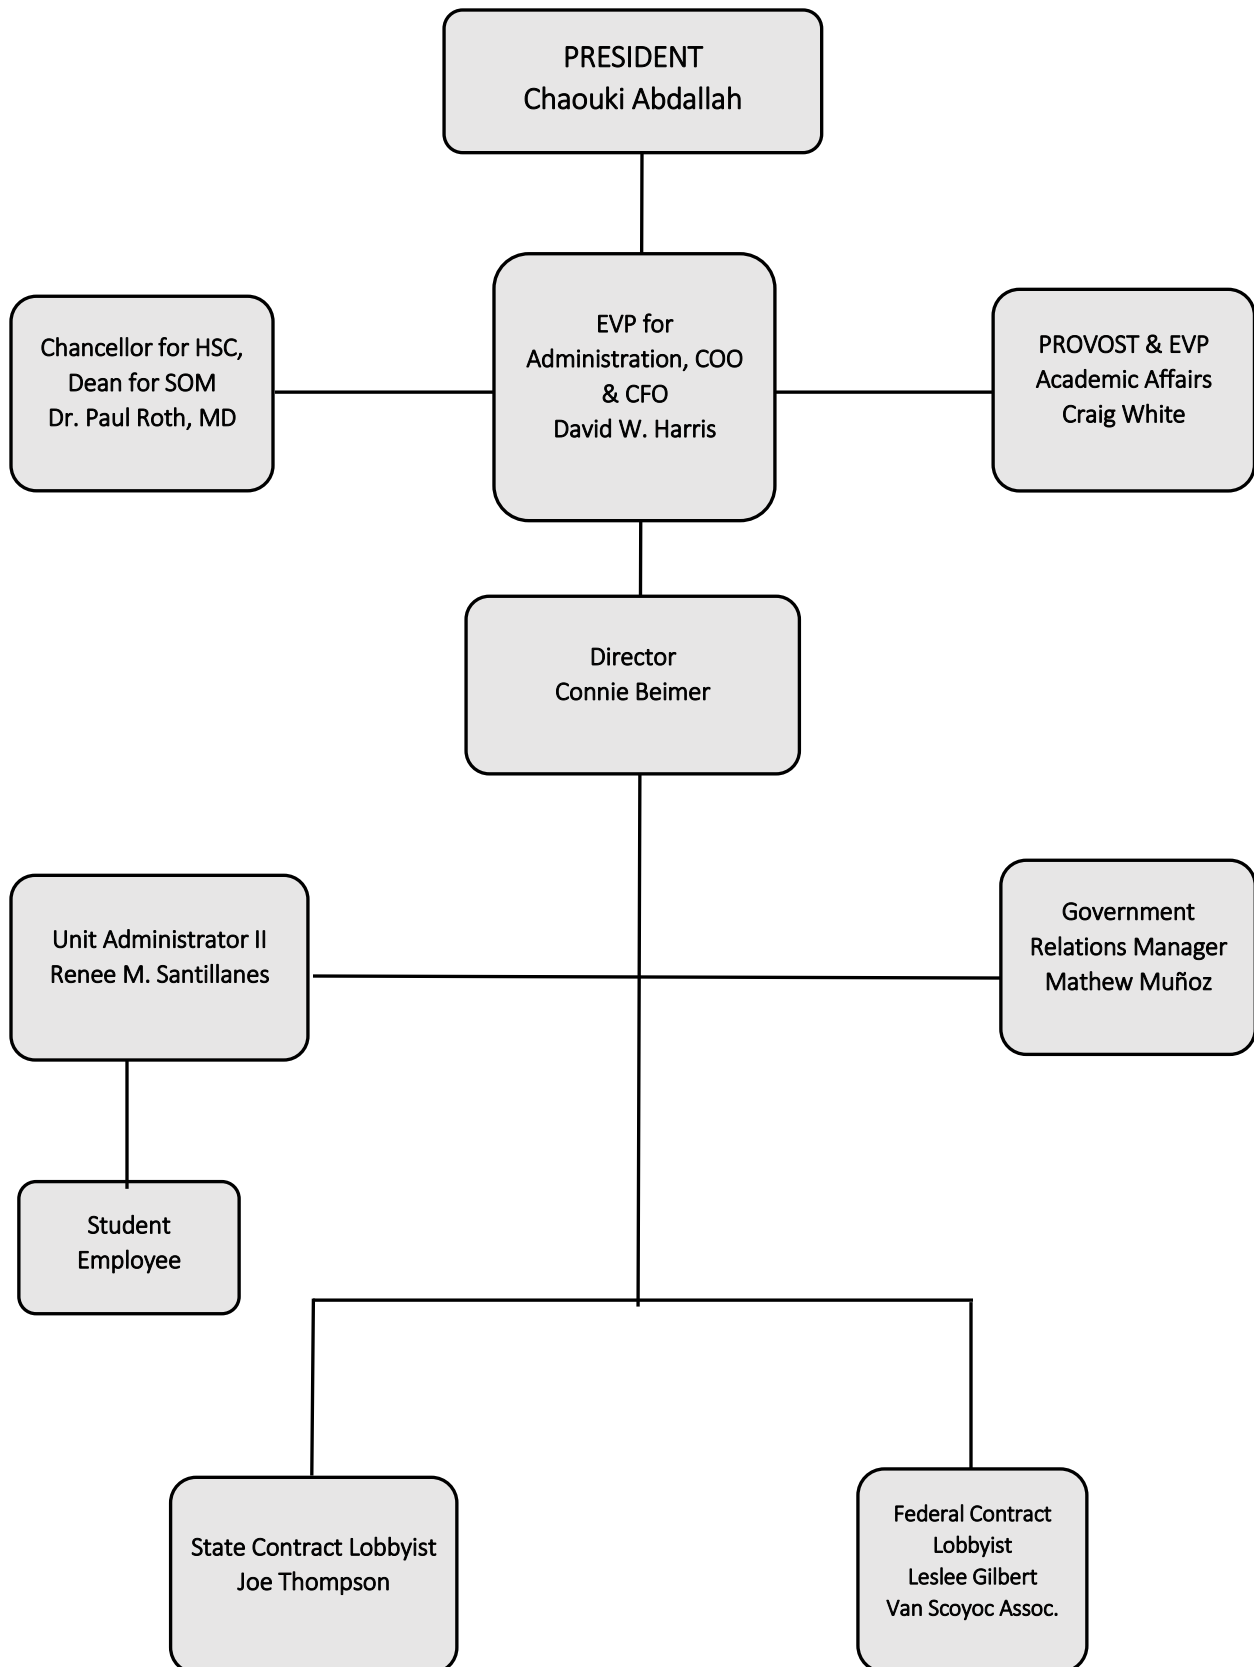 PRESIDENT
Chaouki Abdallah
Chancellor for HSC,
Dean for SOM
Dr. Paul Roth, MD
EVP for
Administration, COO
& CFO
David W. Harris
PROVOST & EVP
Academic Affairs
Craig White
Director
Connie Beimer
Unit Administrator II
Renee M. Santillanes
Government
Relations Manager
Mathew Muñoz
Student
Employee
State Contract Lobbyist
Joe Thompson
Federal Contract
Lobbyist
Leslee Gilbert
Van Scoyoc Assoc.